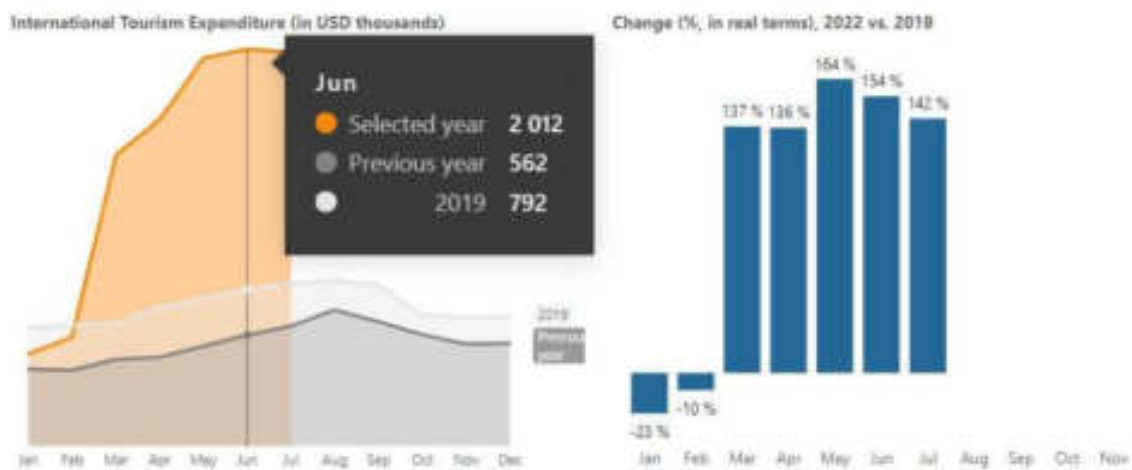 International Tourism Expenditure (in USD thousands)
Jun
Selected year 2 012
Previous year 562
2019 792
2019
Previous
year
Jan Feb Mar Apr May Jun Jul Aug Sep Oct Nov Dec
Change (%, in real terms), 2022 vs. 2019
-23 %
-10 %
137 %
136 %
164 %
154 %
142 %
Jan Feb Mar Apr May Jun Jul Aug Sep Oct Nov